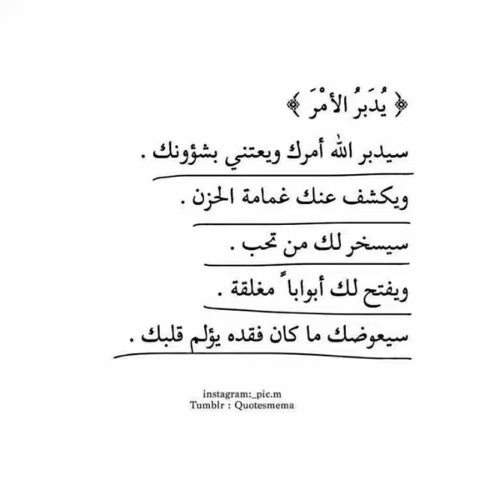 ﴿ يُدَبرُ الأمْرَ ﴾
سيدبر الله أمرك ويعتني بشؤونك .
ويكشف عنك غمامة الحزن .
سيسخر لك من تحب .
ويفتح لك أبواباً مغلقة .
سيعوضك ما كان فقده يؤلم قلبك .
instagram:_pic.m
Tumblr : Quotesmema